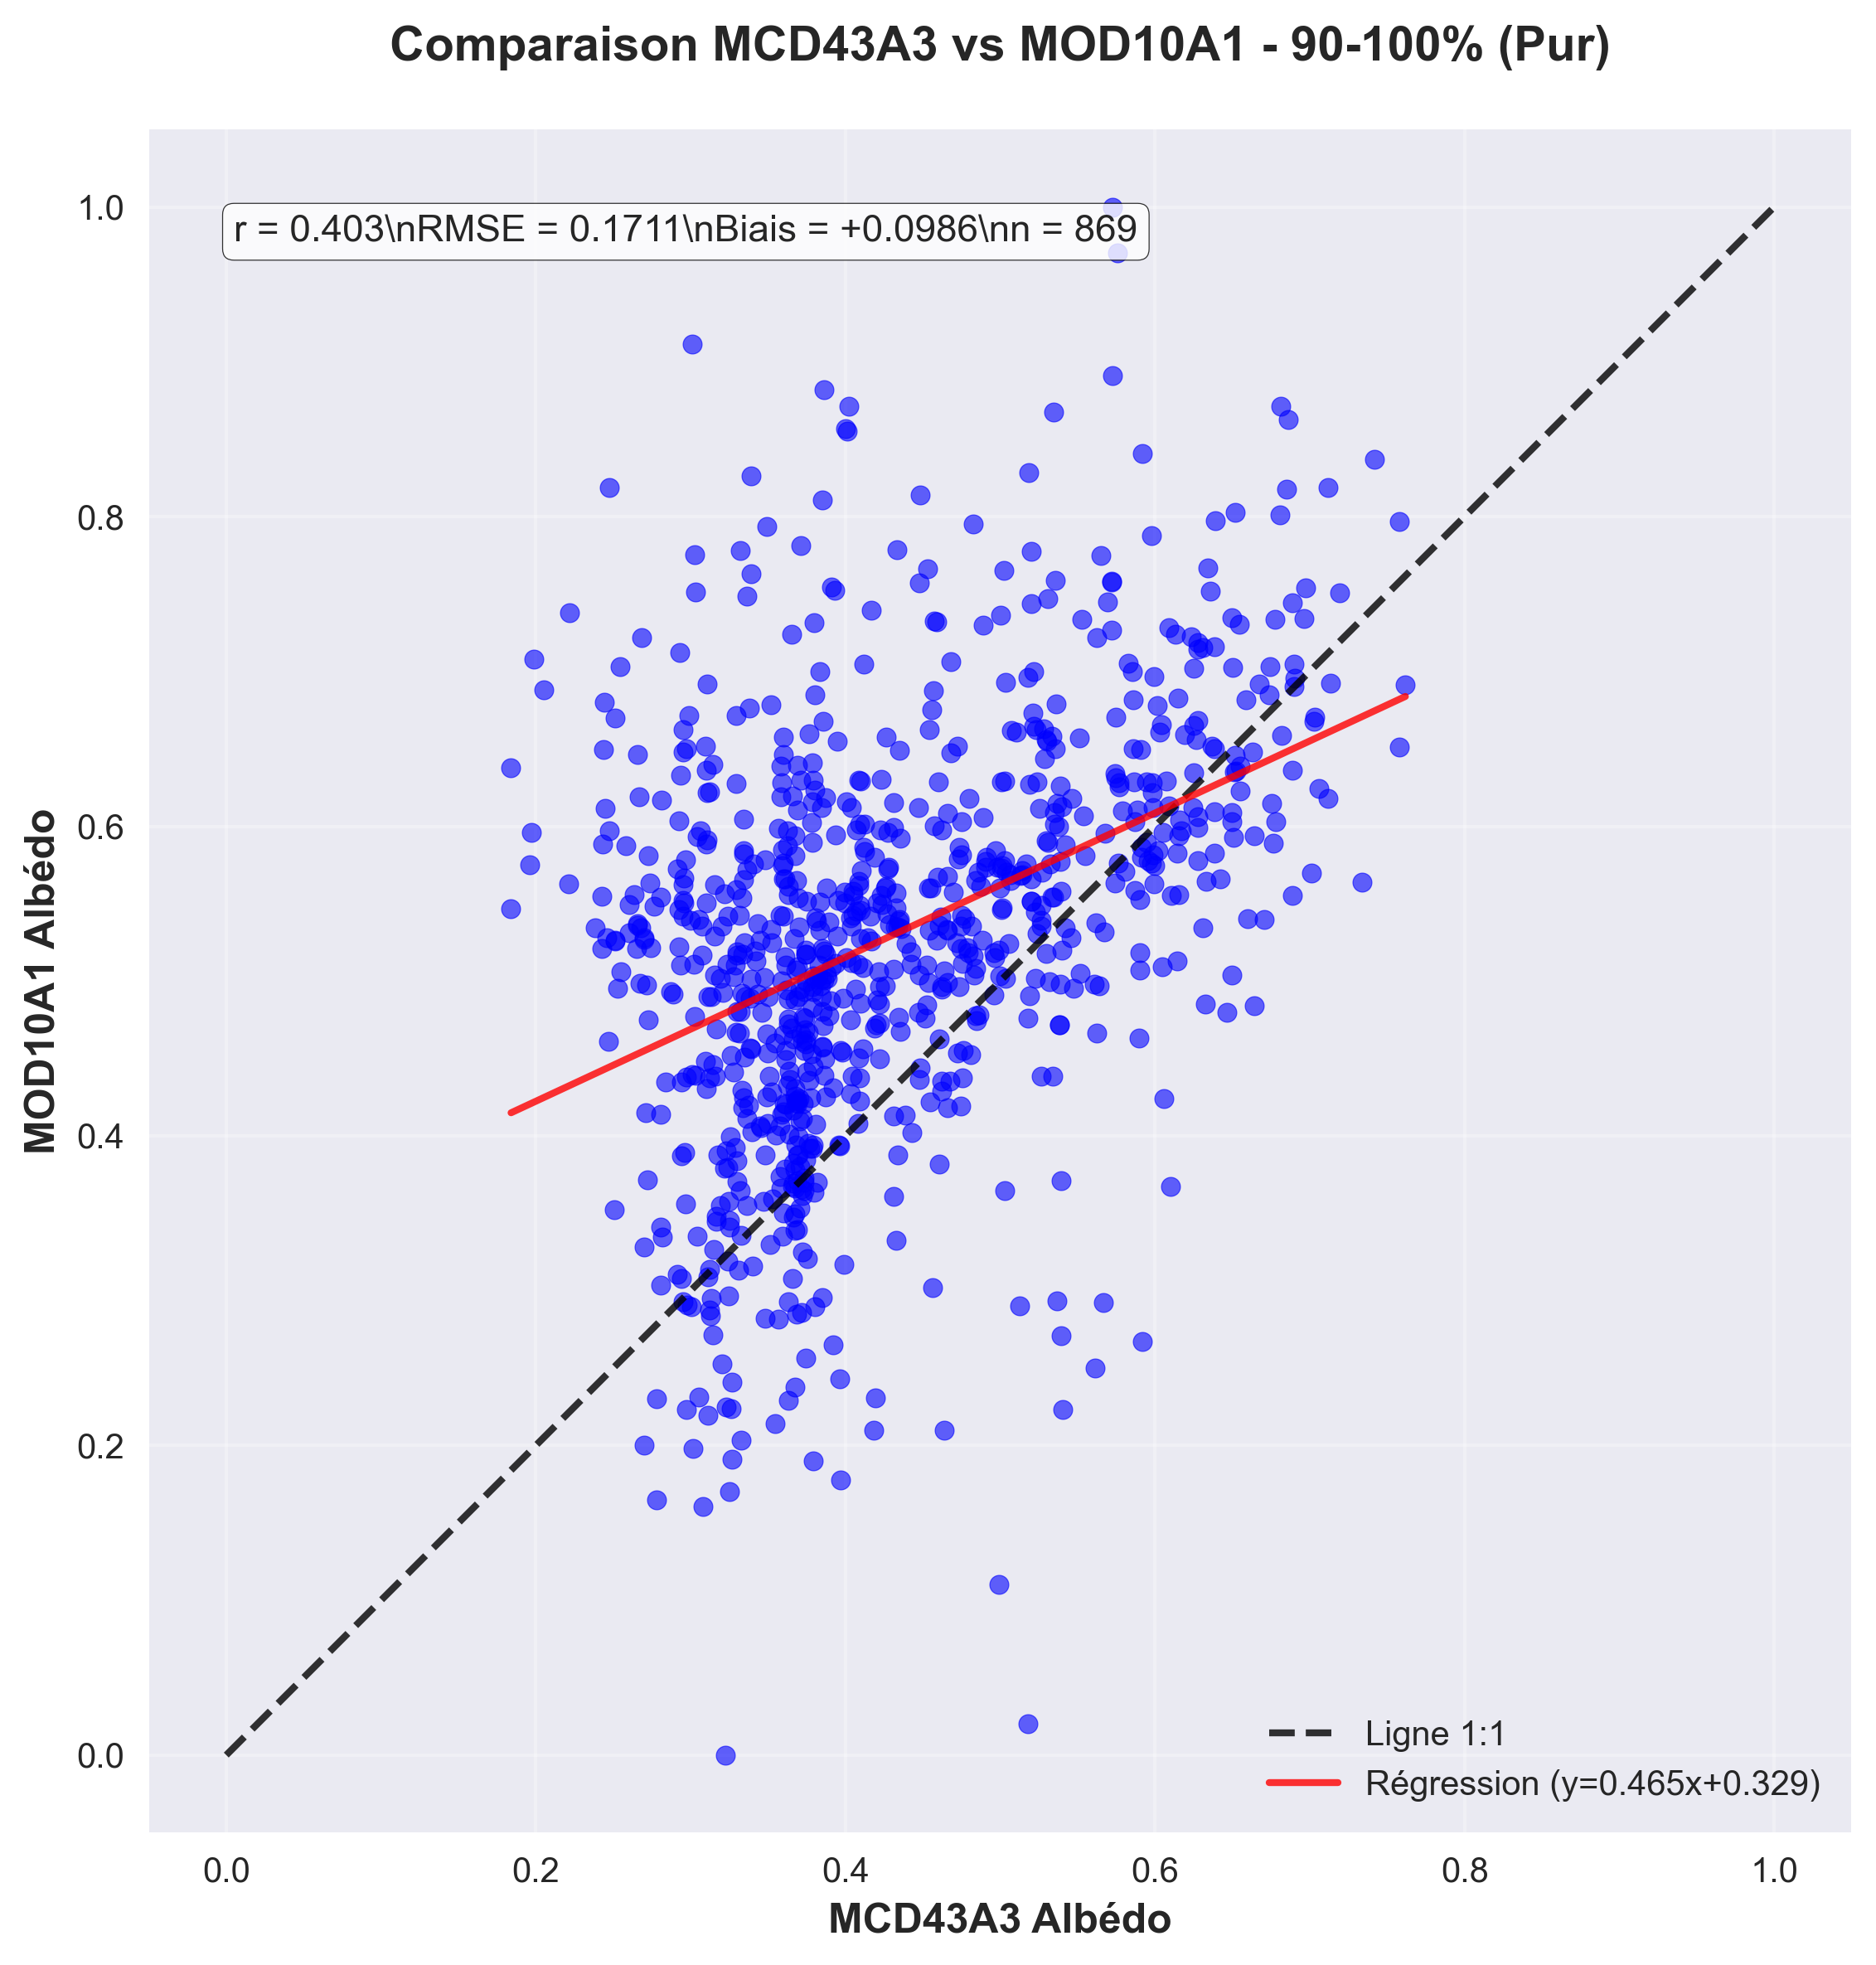 Comparaison MCD43A3 vs MOD10A1 - 90-100% (Pur)
r = 0.403\nRMSE = 0.1711\nBiais = +0.0986\nn = 869
1.0
0.8
0.6
0.4
0.2
0.0
MOD10A1 Albédo
Ligne 1:1
Régression (y=0.465x+0.329)
0.0 0.2 0.4 0.6 0.8 1.0
MCD43A3 Albédo